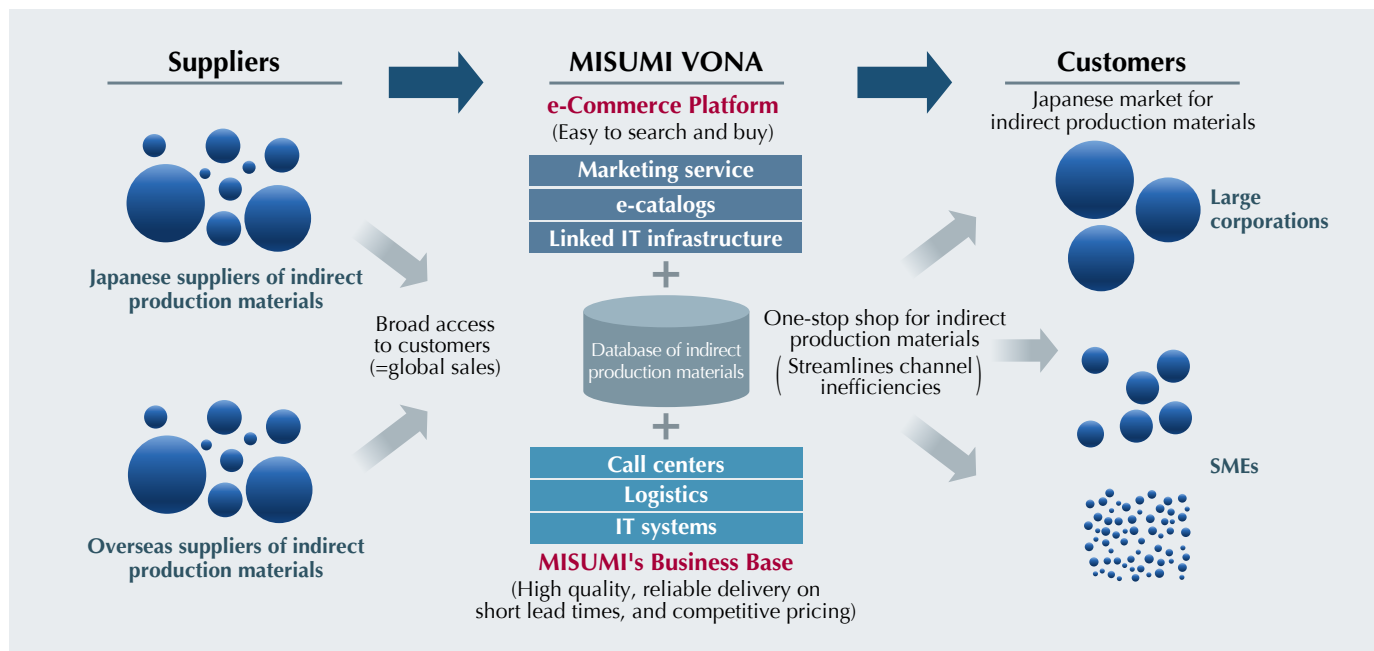 Suppliers
Japanese suppliers of indirect
production materials
Overseas suppliers of indirect
production materials
Broad access
to customers
(=global sales)
MISUMI VONA
e-Commerce Platform
(Easy to search and buy)
Marketing service
e-catalogs
Linked IT infrastructure
+
Database of indirect
production materials
+
Call centers
Logistics
IT systems
MISUMI's Business Base
(High quality, reliable delivery on
short lead times, and competitive pricing)
One-stop shop for indirect
production materials
(Streamlines channel
inefficiencies)
Customers
Japanese market for
indirect production materials
Large
corporations
SMEs